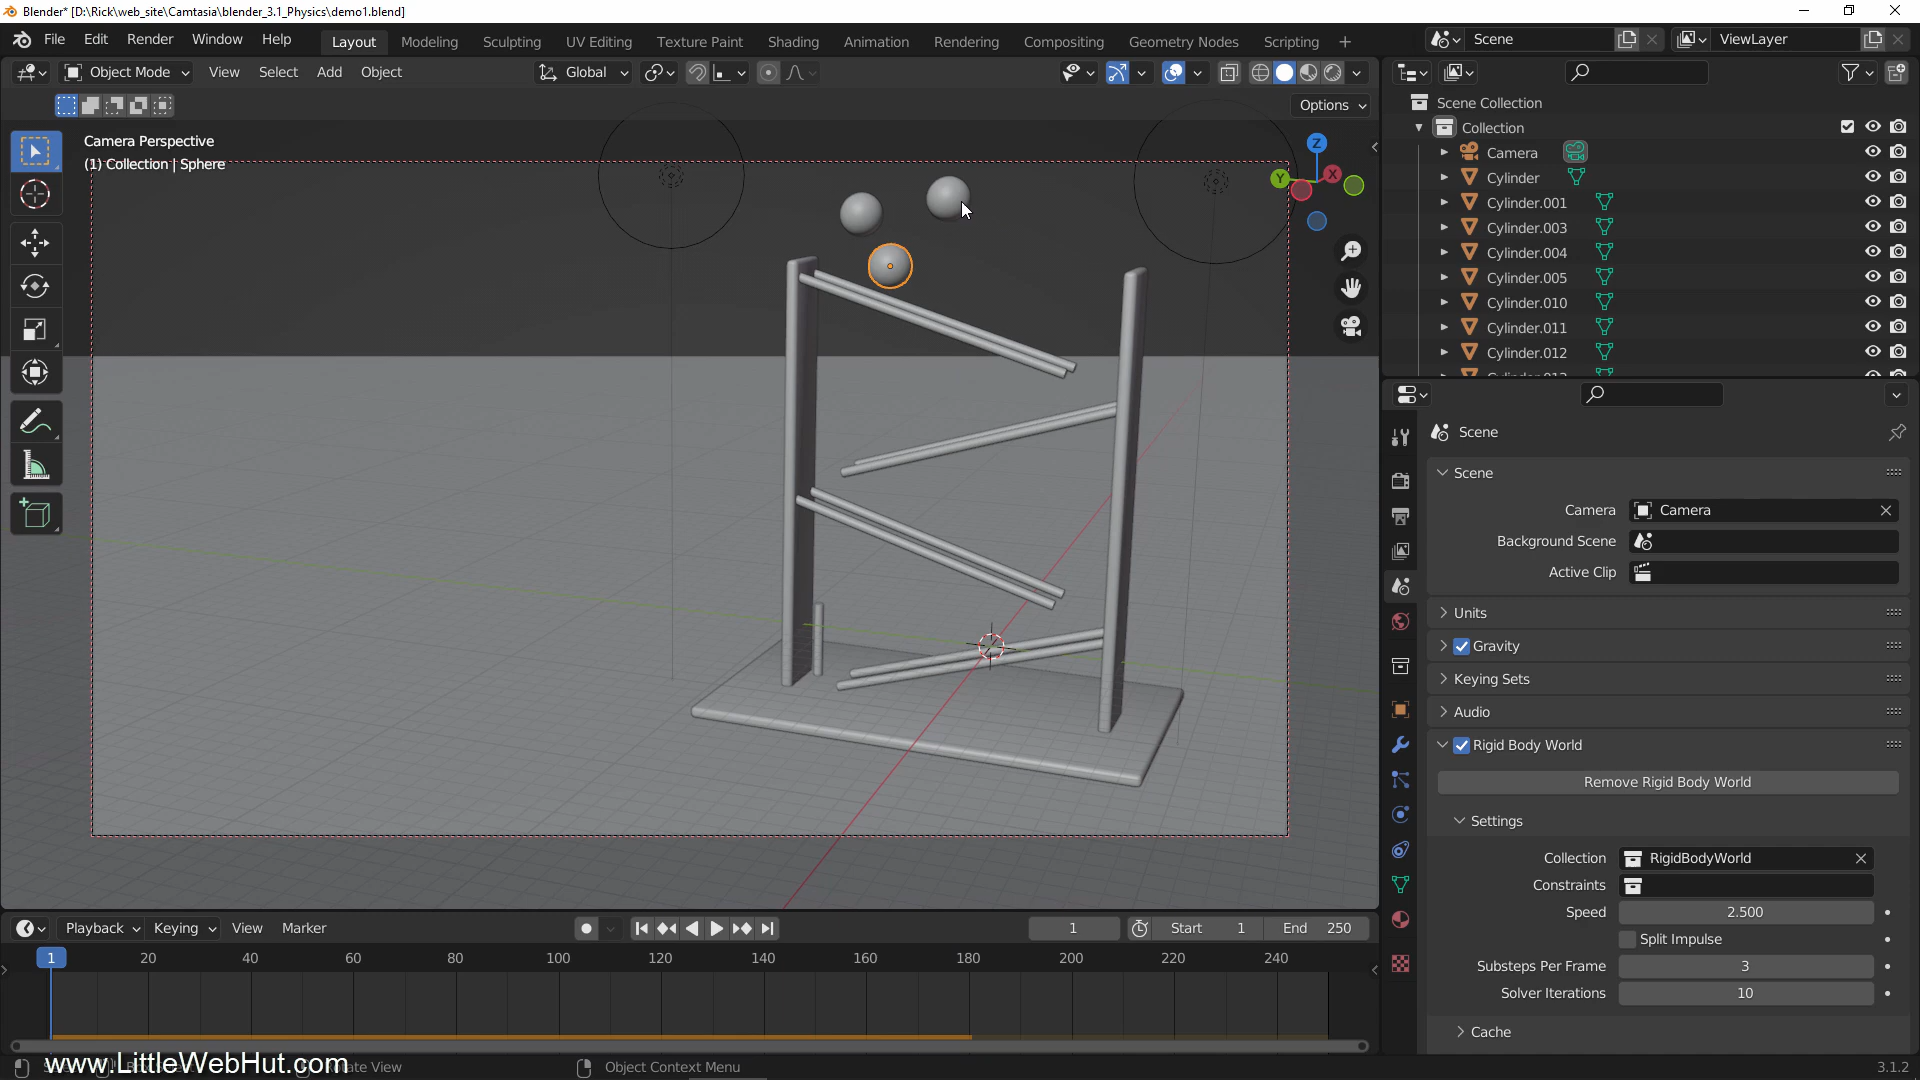 Blender* [D:\Rick\web_site\Camtasia\blender_3.1_Physics\demo1.blend]
File Edit Render Window Help Layout Modeling Sculpting UV Editing Texture Paint Shading Animation Rendering Compositing Geometry Nodes Scripting + Scene ViewLayer
Object Mode View Select Add Object Global
Options
Camera Perspective
(1) Collection | Sphere
Z
Y
X
Scene Collection
Collection
Camera
Cylinder
Cylinder.001
Cylinder.003
Cylinder.004
Cylinder.005
Cylinder.010
Cylinder.011
Cylinder.012
Scene
Scene
Camera Camera
Background Scene
Active Clip
Units
Gravity
Keying Sets
Audio
Rigid Body World
Remove Rigid Body World
Settings
Collection RigidBodyWorld
Constraints
Speed 2.500
Split Impulse
Substeps Per Frame 3
Solver Iterations 10
Cache
Playback Keying View Marker 1 Start 1 End 250
1 20 40 60 80 100 120 140 160 180 200 220 240
www.LittleWebHut.com
Object Context Menu
3.1.2